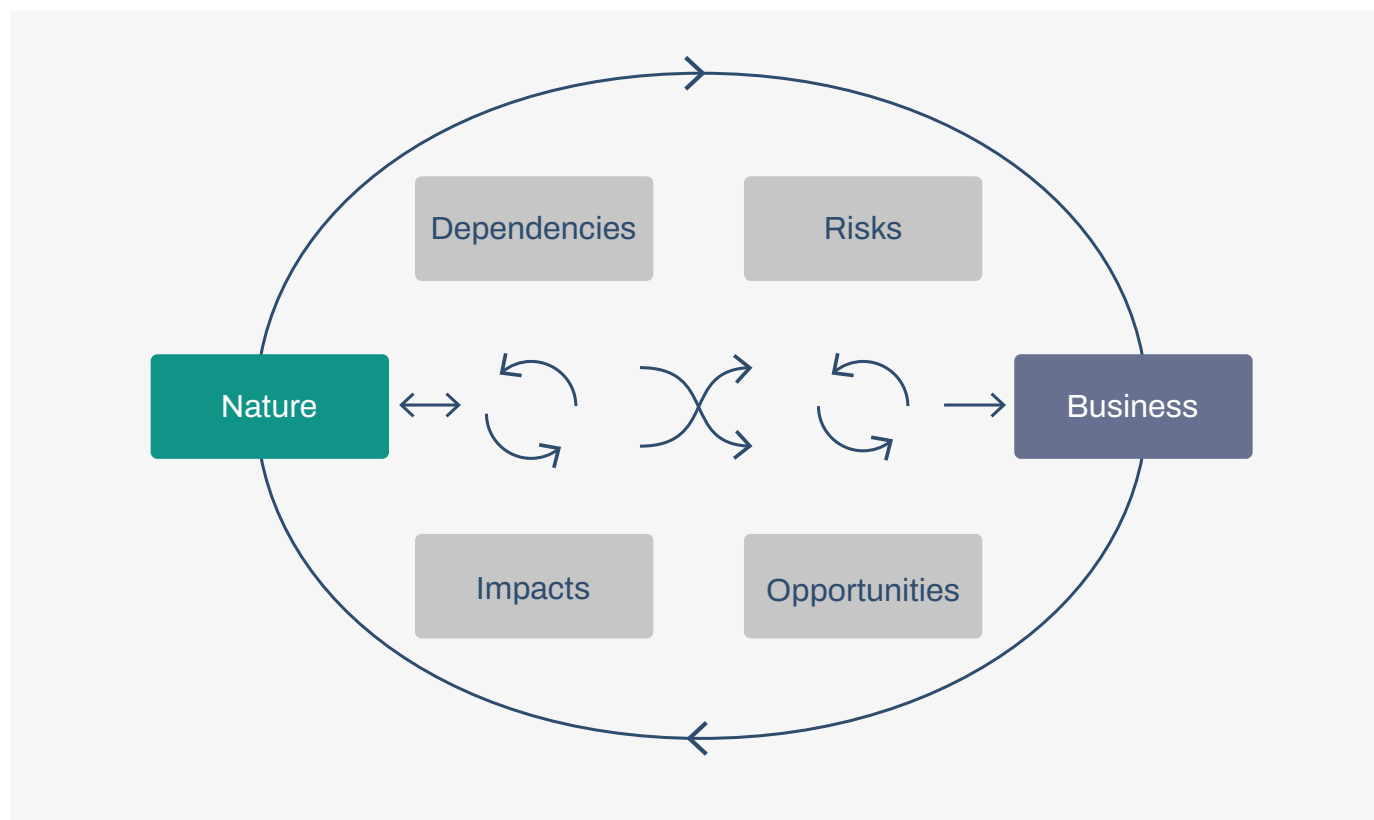 Dependencies
Risks
Nature
Business
Impacts
Opportunities